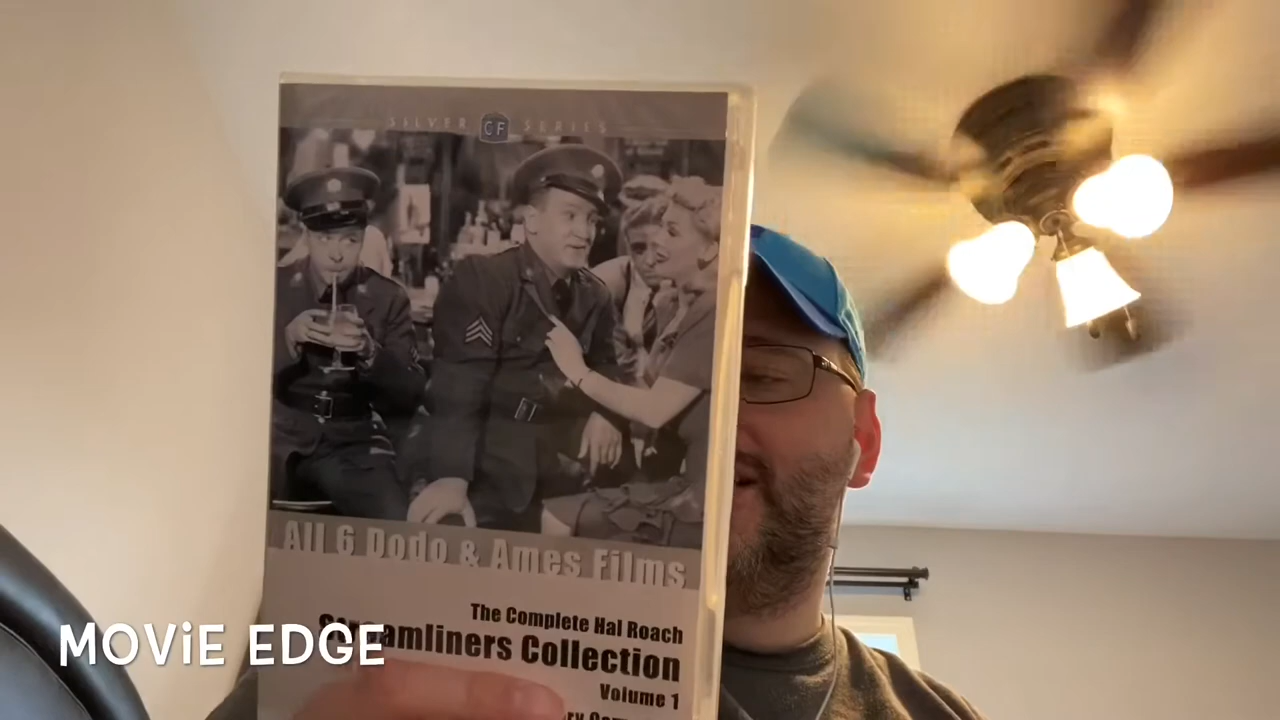 SILVER CF SERIES
All 6 Dodo & Ames Films
The Complete Hal Roach
Streamliners Collection
Volume 1
MOViE EDGE